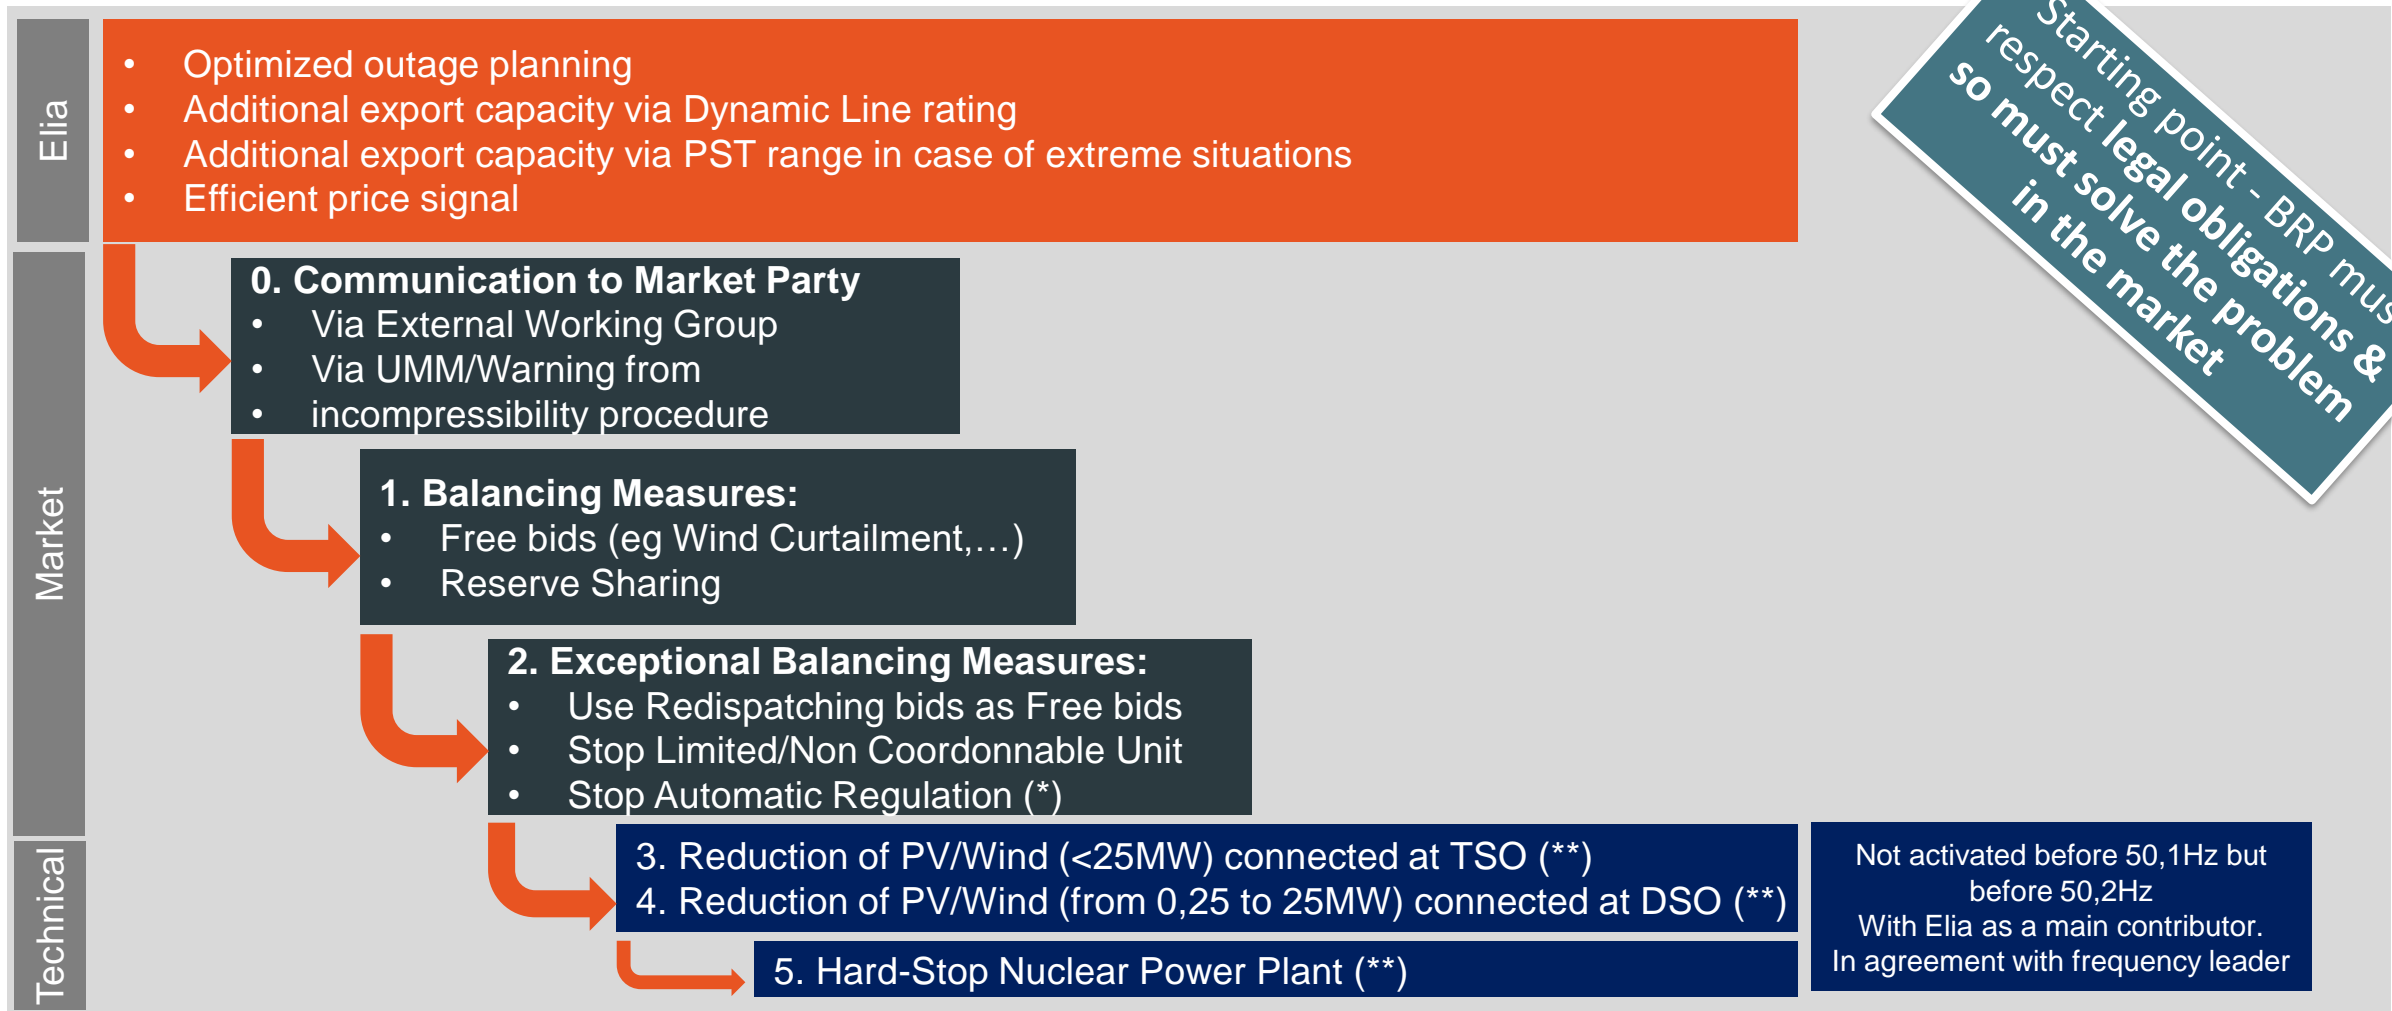 Elia
• Optimized outage planning
• Additional export capacity via Dynamic Line rating
• Additional export capacity via PST range in case of extreme situations
• Efficient price signal
Starting point - BRP
respect legal obligations &
so must solve the problem
in the market
Market
0. Communication to Market Party
• Via External Working Group
• Via UMM/Warning from
• incompressibility procedure
1. Balancing Measures:
• Free bids (eg Wind Curtailment,…)
• Reserve Sharing
2. Exceptional Balancing Measures:
• Use Redispatching bids as Free bids
• Stop Limited/Non Coordonnable Unit
• Stop Automatic Regulation (*)
Technical
3. Reduction of PV/Wind (<25MW) connected at TSO (**)
4. Reduction of PV/Wind (from 0,25 to 25MW) connected at DSO (**)
5. Hard-Stop Nuclear Power Plant (**)
Not activated before 50,1Hz but
before 50,2Hz
With Elia as a main contributor.
In agreement with frequency leader